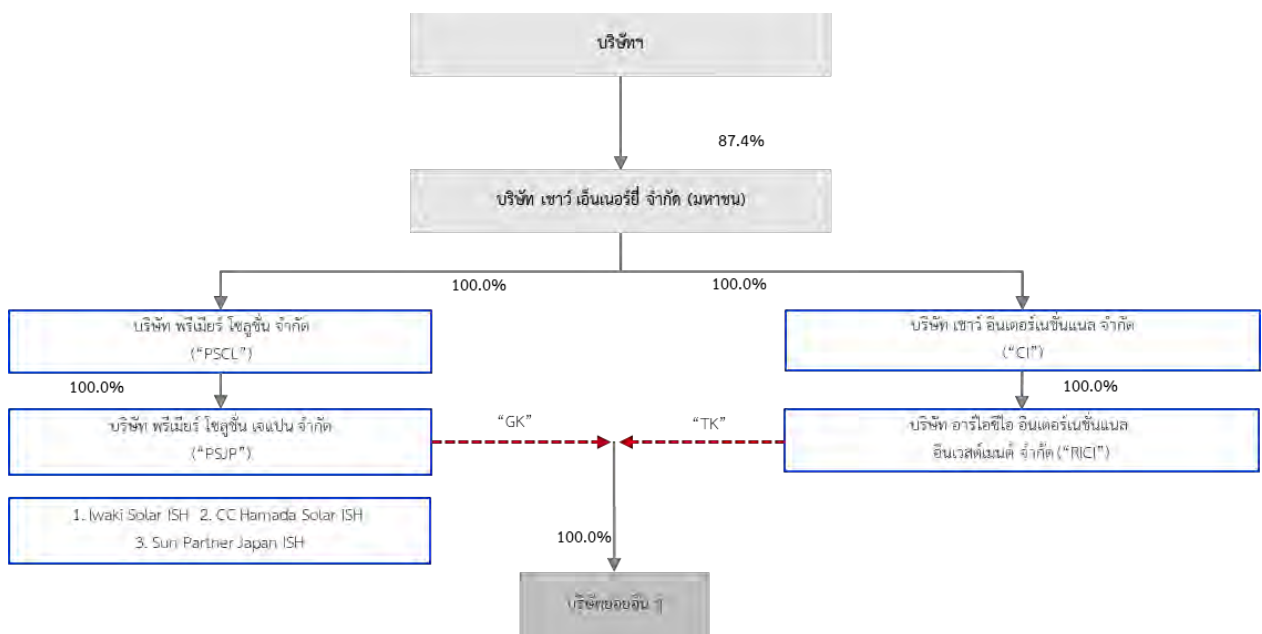 บริษัทฯ
87.4%
บริษัท เชาว์ เอ็นเนอร์ยี่ จำกัด (มหาชน)
100.0%
100.0%
บริษัท พรีเมียร์ โซลูชั่น จำกัด
(“PSCL”)
บริษัท เชาว์ อินเตอร์เนชั่นแนล จำกัด
(“CI”)
100.0%
100.0%
บริษัท พรีเมียร์ โซลูชั่น เจแปน จำกัด
(“PSJP”)
“GK”
“TK”
บริษัท อาร์ไอซีไอ อินเตอร์เนชั่นแนล
อินเวสต์เมนต์ จำกัด (“RICI”)
1. Iwaki Solar ISH 2. CC Hamada Solar ISH
3. Sun Partner Japan ISH
100.0%
บริษัทย่อยอื่น ๆ